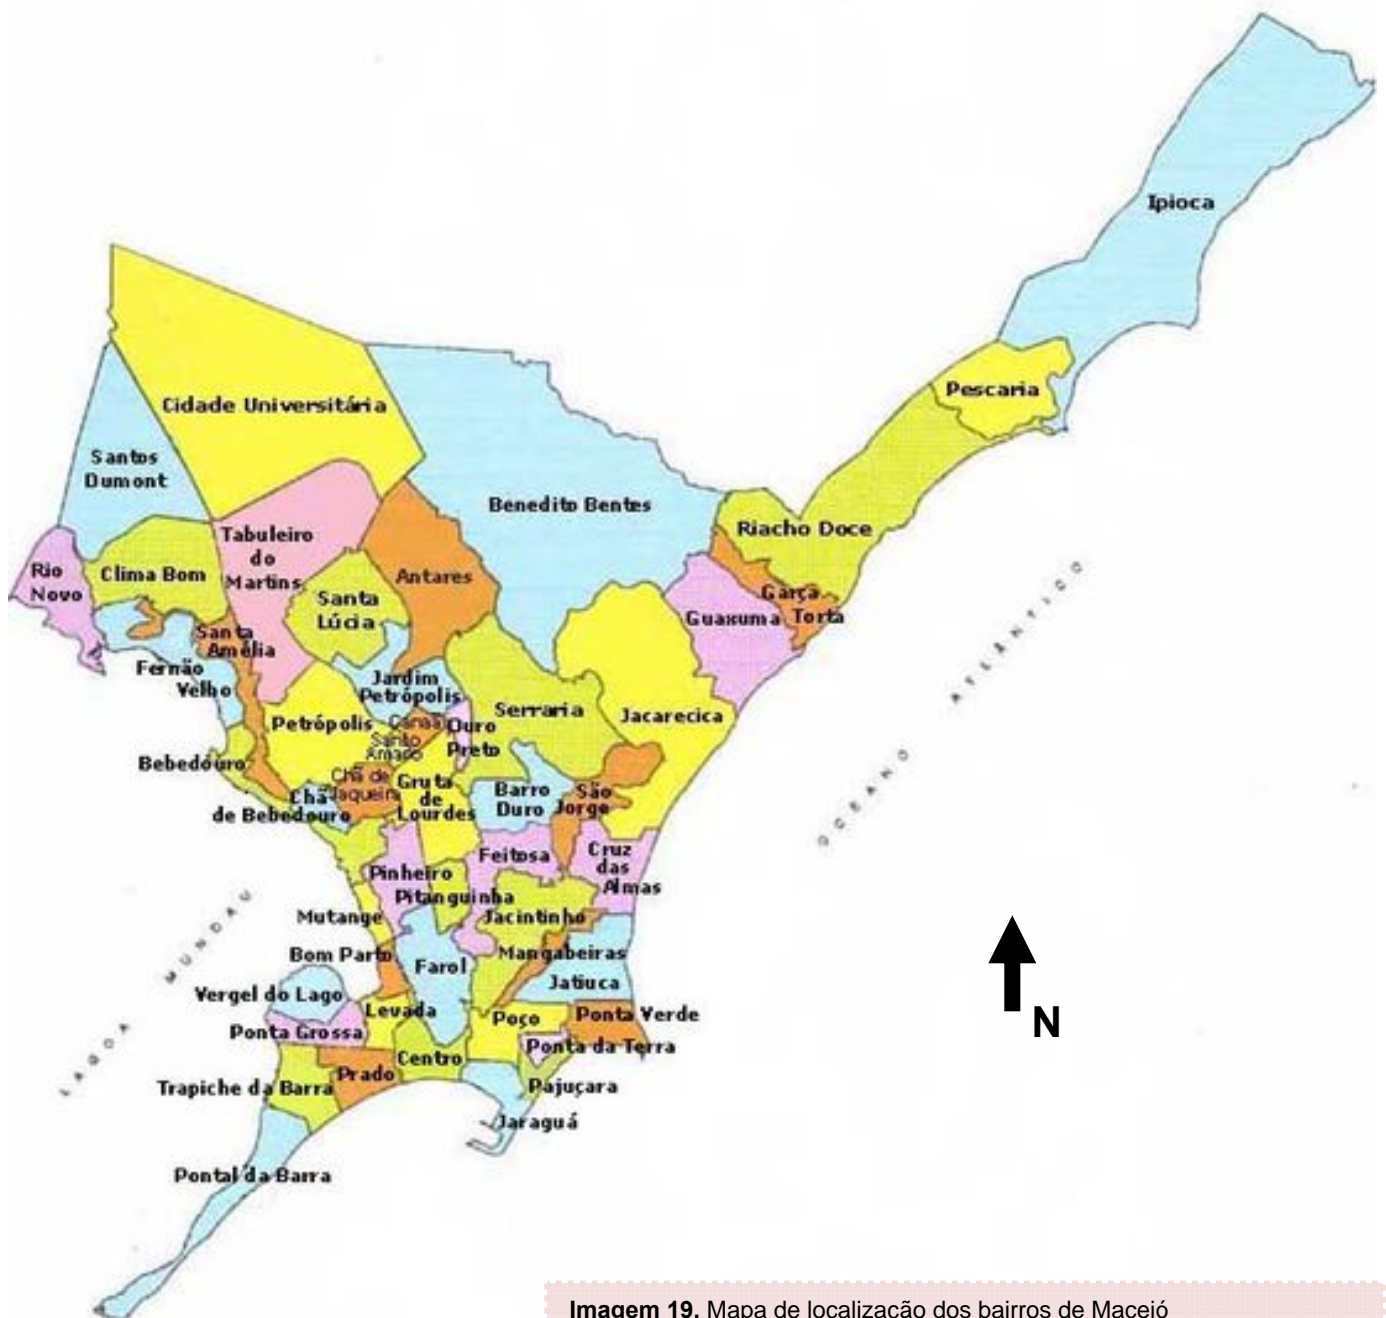 Ipioca
Pescaria
Cidade Universitária
Santos
Dumont
Benedito Bentes
Riacho Doce
Tabuleiro
do
Martins
Rio
Novo
Clima Bom
Antares
Santa
Lúcia
Garça
Torta
Guaxuma
Santa
Amélia
Fernão
Velho
Jardim
Petrópolis
Serraria
Jacarecica
Petrópolis
Canaã
Ouro
Preto
Santo
Amaro
Bebedouro
Chã de
Jaqueira
Gruta
de
Lourdes
Chã
de Bebedouro
Barro
Duro
São
Jorge
Feitosa
Cruz
das
Almas
Pinheiro
Pitanguinha
Mutange
Jacintinho
Bom Parto
Farol
Mangabeiras
Jatiuca
Vergel do Lago
Levada
Poço
Ponta Verde
Ponta Grossa
Centro
Ponta da Terra
Trapiche da Barra
Prado
Pajuçara
Jaraguá
Pontal da Barra
LAGOA MUNDAU
OCEANO ATLÂNTICO
N
Imagem 19. Mapa de localização dos bairros de Maceió